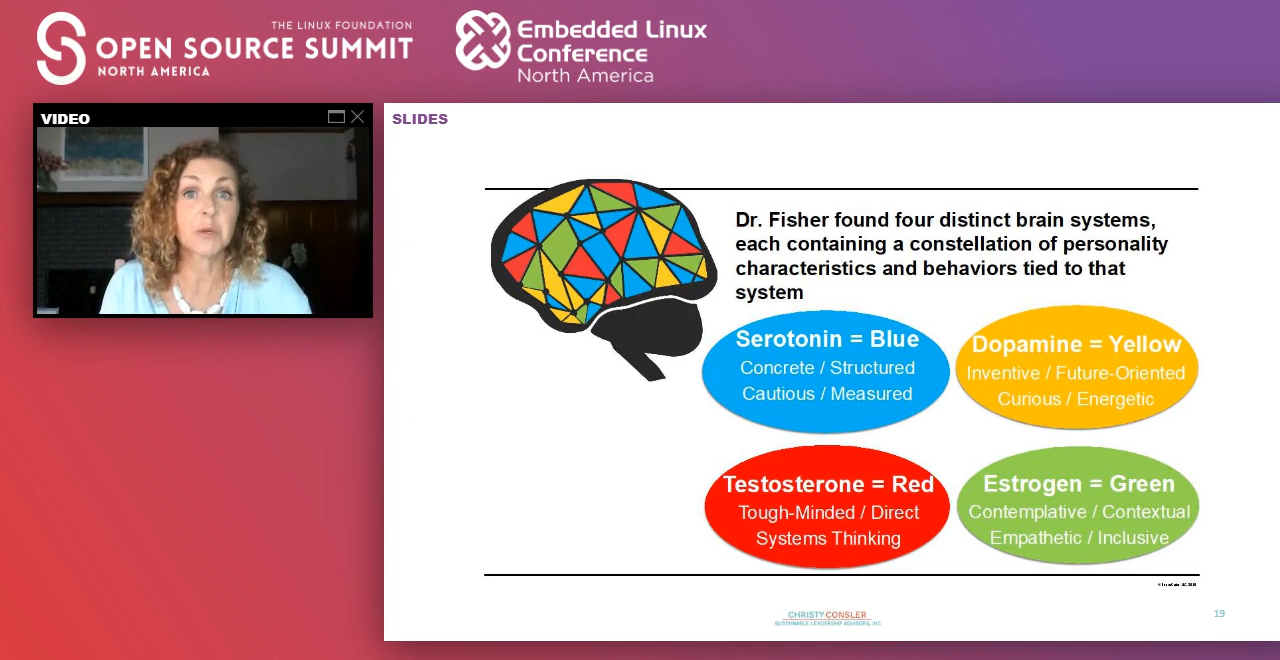 THE LINUX FOUNDATION
OPEN SOURCE SUMMIT
NORTH AMERICA
Embedded Linux
Conference
North America
VIDEO
SLIDES
Dr. Fisher found four distinct brain systems,
each containing a constellation of personality
characteristics and behaviors tied to that
system
Serotonin = Blue
Concrete / Structured
Cautious / Measured
Dopamine = Yellow
Inventive / Future-Oriented
Curious / Energetic
Testosterone = Red
Tough-Minded / Direct
Systems Thinking
Estrogen = Green
Contemplative / Contextual
Empathetic / Inclusive
CHRISTY CONSLER
SUSTAINABLE LEADERSHIP ADVISORS, INC
19